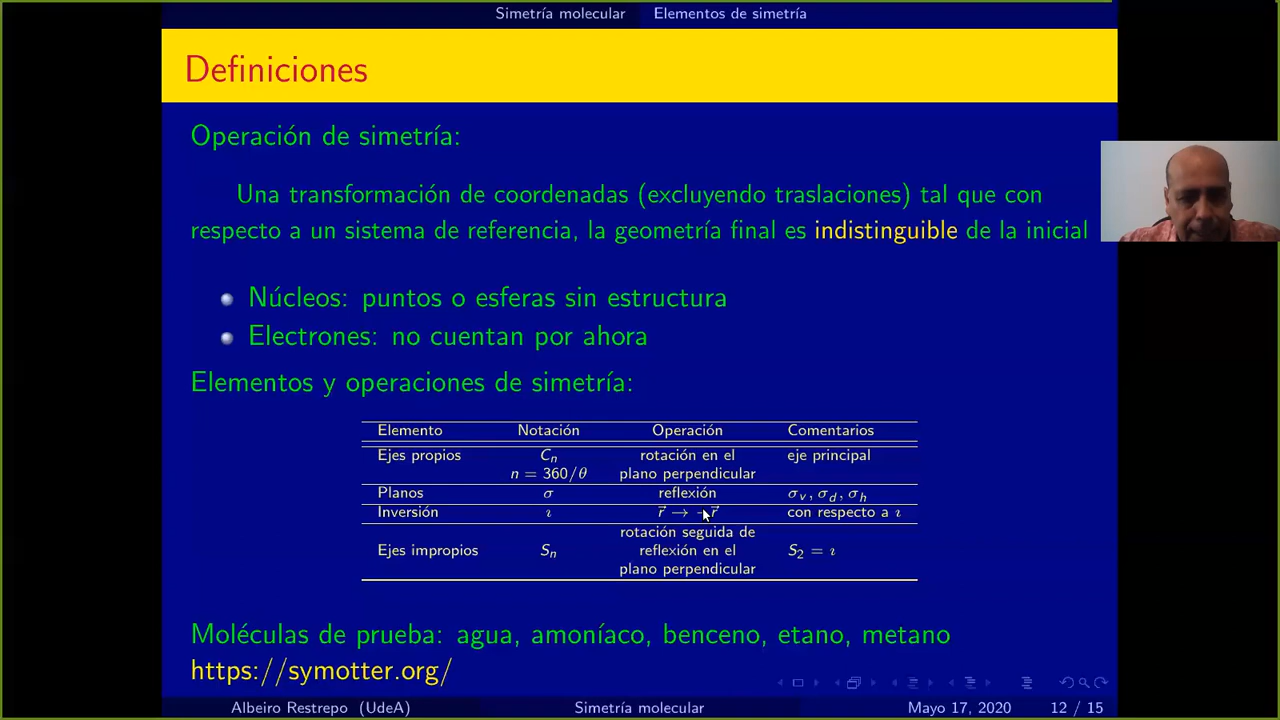 Simetría molecular Elementos de simetría
Definiciones
Operación de simetría:
Una transformación de coordenadas (excluyendo traslaciones) tal que con
respecto a un sistema de referencia, la geometría final es indistinguible de la inicial
Núcleos: puntos o esferas sin estructura
Electrones: no cuentan por ahora
Elementos y operaciones de simetría:
Elemento Notación Operación Comentarios
Ejes propios Cₙ rotación en el eje principal
n = 360/θ plano perpendicular
Planos σ reflexión σᵥ, σ_d, σₕ
Inversión ı r⃗ → −r⃗ con respecto a ı
rotación seguida de
Ejes impropios Sₙ reflexión en el S₂ = ı
plano perpendicular
Moléculas de prueba: agua, amoníaco, benceno, etano, metano
https://symotter.org/
Albeiro Restrepo (UdeA) Simetría molecular Mayo 17, 2020 12 / 15